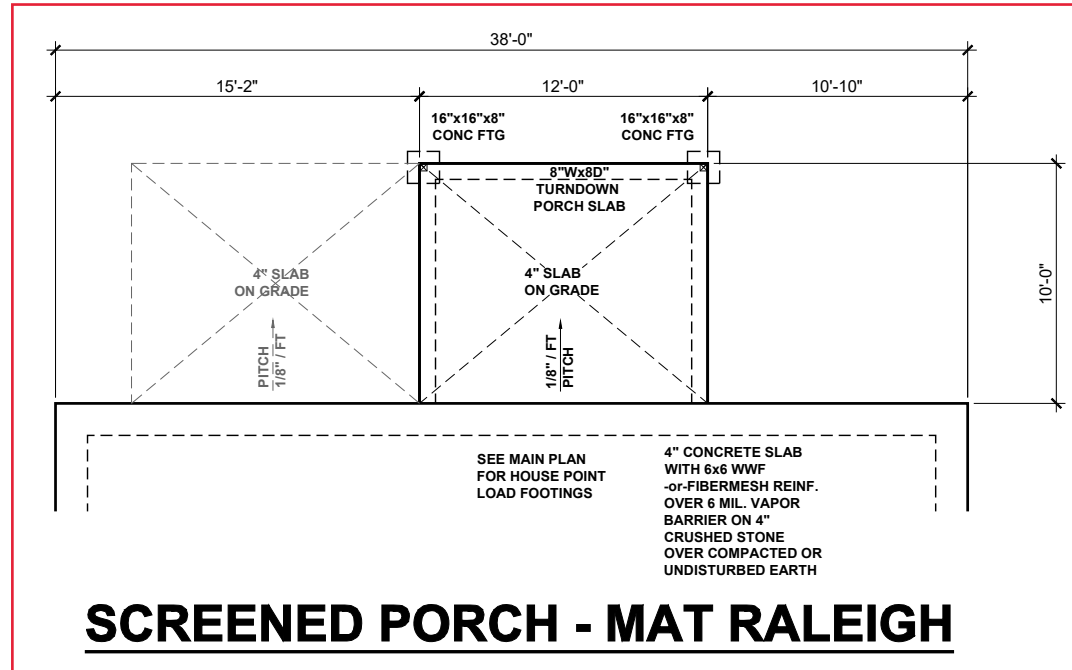 38'-0"
15'-2"
12'-0"
10'-10"
16"x16"x8"
CONC FTG
16"x16"x8"
CONC FTG
8"Wx8D"
TURNDOWN
PORCH SLAB
4" SLAB
ON GRADE
4" SLAB
ON GRADE
10'-0"
PITCH
1/8" / FT
1/8" / FT
PITCH
SEE MAIN PLAN
FOR HOUSE POINT
LOAD FOOTINGS
4" CONCRETE SLAB
WITH 6x6 WWF
-or-FIBERMESH REINF.
OVER 6 MIL. VAPOR
BARRIER ON 4"
CRUSHED STONE
OVER COMPACTED OR
UNDISTURBED EARTH
SCREENED PORCH - MAT RALEIGH